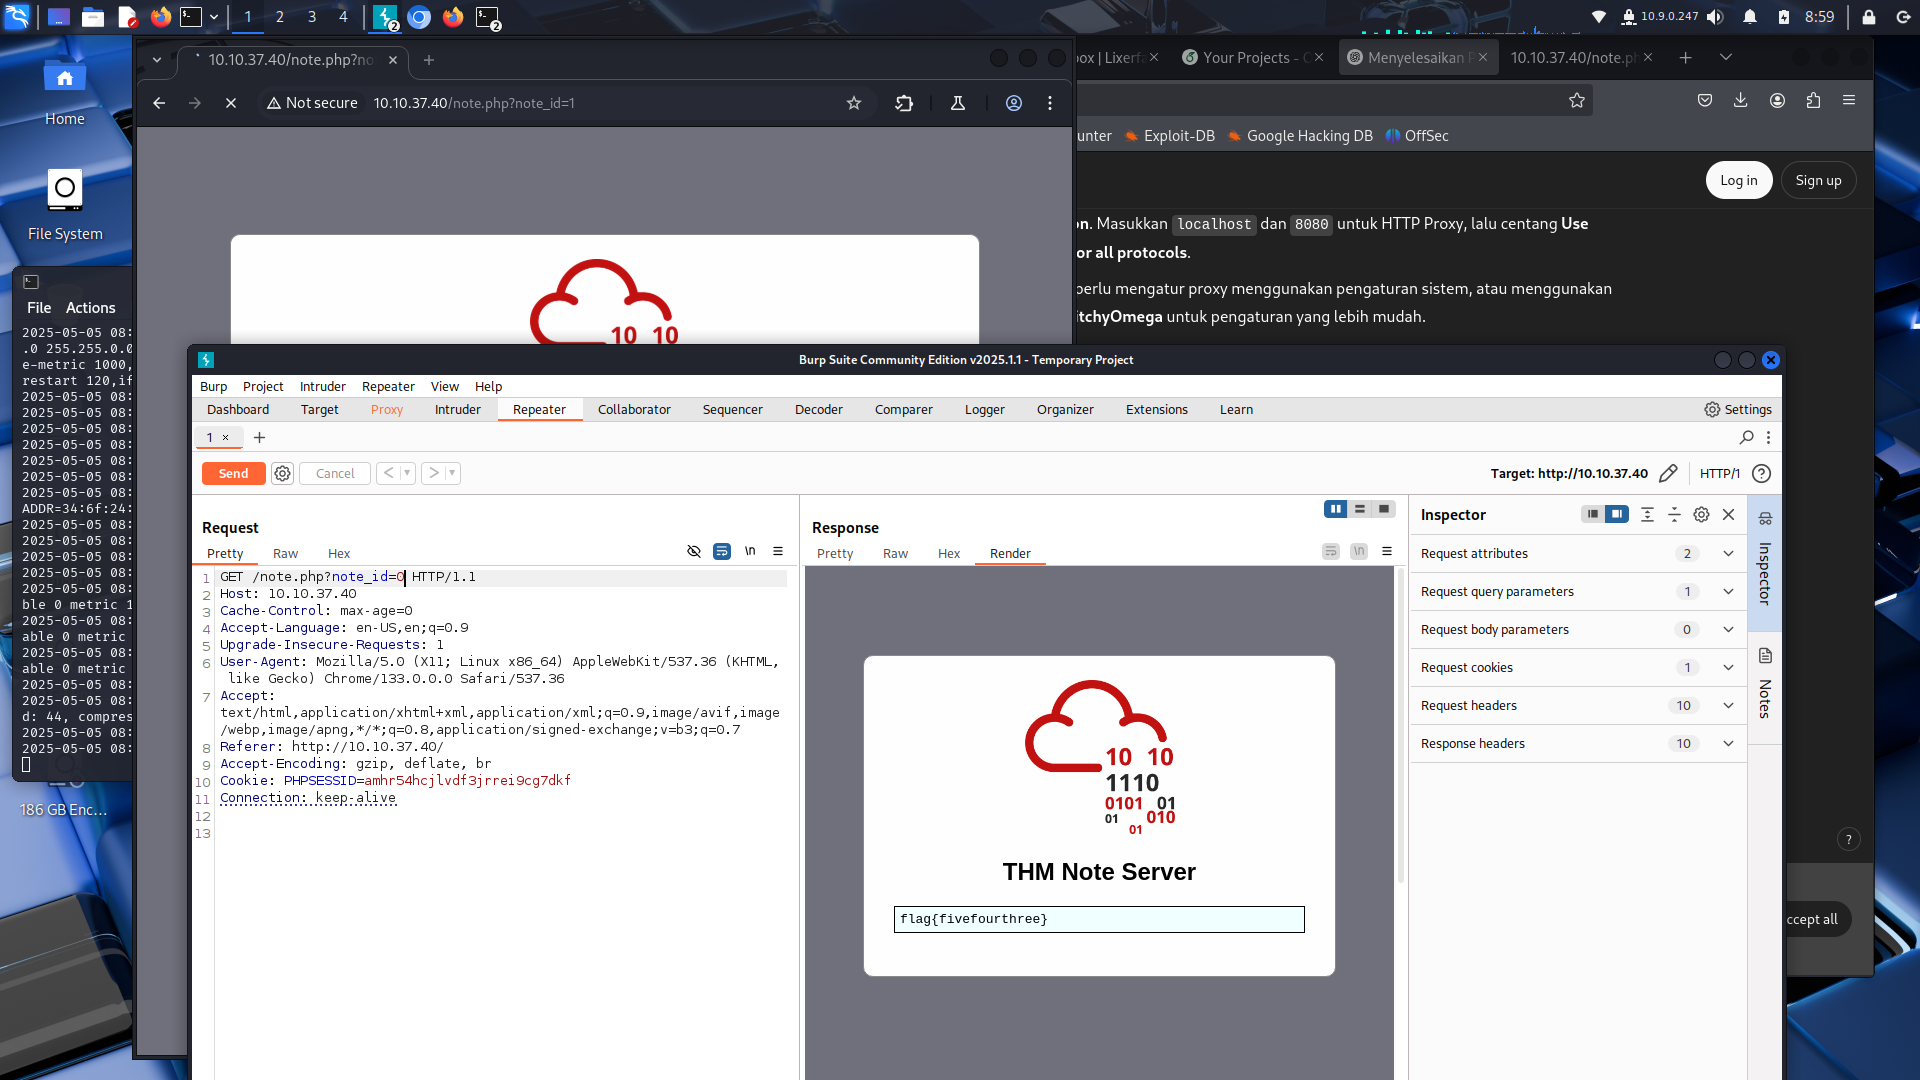 1
2
3
4
2
2
10.9.0.247
8:59
Home
File System
186 GB Enc...
File Actions
2025-05-05 08:
.0 255.255.0.0
e-metric 1000,
restart 120,if
2025-05-05 08:
2025-05-05 08:
2025-05-05 08:
2025-05-05 08:
2025-05-05 08:
2025-05-05 08:
2025-05-05 08:
ADDR=34:6f:24:
2025-05-05 08:
2025-05-05 08:
2025-05-05 08:
2025-05-05 08:
2025-05-05 08:
ble 0 metric 1
2025-05-05 08:
able 0 metric
2025-05-05 08:
able 0 metric
2025-05-05 08:
2025-05-05 08:
d: 44, compres
2025-05-05 08:
2025-05-05 08:
10.10.37.40/note.php?no
Not secure 10.10.37.40/note.php?note_id=1
10 10
box | Lixerfa
Your Projects -
Menyelesaikan
10.10.37.40/note.ph
unter
Exploit-DB
Google Hacking DB
OffSec
Log in
Sign up
on. Masukkan localhost dan 8080 untuk HTTP Proxy, lalu centang Use
or all protocols.
perlu mengatur proxy menggunakan pengaturan sistem, atau menggunakan
itchyOmega untuk pengaturan yang lebih mudah.
?
ccept all
Burp Suite Community Edition v2025.1.1 - Temporary Project
Burp Project Intruder Repeater View Help
Dashboard Target Proxy Intruder Repeater Collaborator Sequencer Decoder Comparer Logger Organizer Extensions Learn
Settings
1 ×
Send Cancel < >
Target: http://10.10.37.40
HTTP/1
Request
Pretty Raw Hex
\n
1 GET /note.php?note_id=0 HTTP/1.1
2 Host: 10.10.37.40
3 Cache-Control: max-age=0
4 Accept-Language: en-US,en;q=0.9
5 Upgrade-Insecure-Requests: 1
6 User-Agent: Mozilla/5.0 (X11; Linux x86_64) AppleWebKit/537.36 (KHTML,
like Gecko) Chrome/133.0.0.0 Safari/537.36
7 Accept:
text/html,application/xhtml+xml,application/xml;q=0.9,image/avif,image
/webp,image/apng,*/*;q=0.8,application/signed-exchange;v=b3;q=0.7
8 Referer: http://10.10.37.40/
9 Accept-Encoding: gzip, deflate, br
10 Cookie: PHPSESSID=amhr54hcjlvdf3jrrei9cg7dkf
11 Connection: keep-alive
12
13
Response
Pretty Raw Hex Render
\n
10 10
1110
0101 01
01 010
01
THM Note Server
flag{fivefourthree}
Inspector
Request attributes 2
Request query parameters 1
Request body parameters 0
Request cookies 1
Request headers 10
Response headers 10
Inspector
Notes